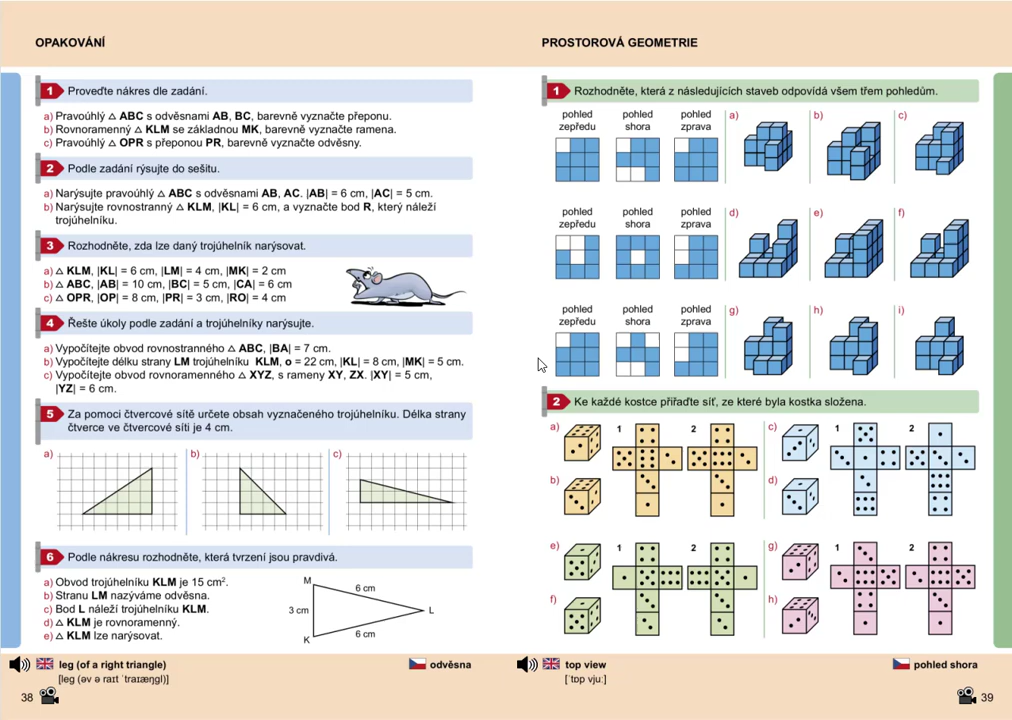 OPAKOVÁNÍ
1 Proveďte nákres dle zadání.
a) Pravoúhlý △ ABC s odvěsnami AB, BC, barevně vyznačte přeponu.
b) Rovnoramenný △ KLM se základnou MK, barevně vyznačte ramena.
c) Pravoúhlý △ OPR s přeponou PR, barevně vyznačte odvěsny.
2 Podle zadání rýsujte do sešitu.
a) Narýsujte pravoúhlý △ ABC s odvěsnami AB, AC. |AB| = 6 cm, |AC| = 5 cm.
b) Narýsujte rovnostranný △ KLM, |KL| = 6 cm, a vyznačte bod R, který náleží
trojúhelníku.
3 Rozhodněte, zda lze daný trojúhelník narýsovat.
a) △ KLM, |KL| = 6 cm, |LM| = 4 cm, |MK| = 2 cm
b) △ ABC, |AB| = 10 cm, |BC| = 5 cm, |CA| = 6 cm
c) △ OPR, |OP| = 8 cm, |PR| = 3 cm, |RO| = 4 cm
4 Řešte úkoly podle zadání a trojúhelníky narýsujte.
a) Vypočítejte obvod rovnostranného △ ABC, |BA| = 7 cm.
b) Vypočítejte délku strany LM trojúhelníku KLM, o = 22 cm, |KL| = 8 cm, |MK| = 5 cm.
c) Vypočítejte obvod rovnoramenného △ XYZ, s rameny XY, ZX. |XY| = 5 cm,
|YZ| = 6 cm.
5 Za pomoci čtvercové sítě určete obsah vyznačeného trojúhelníku. Délka strany
čtverce ve čtvercové síti je 4 cm.
a) b) c)
6 Podle nákresu rozhodněte, která tvrzení jsou pravdivá.
a) Obvod trojúhelníku KLM je 15 cm².
b) Stranu LM nazýváme odvěsna.
c) Bod L náleží trojúhelníku KLM.
d) △ KLM je rovnoramenný.
e) △ KLM lze narýsovat.
M
6 cm
3 cm
L
6 cm
K
leg (of a right triangle)
[leg (əv ə raɪt ˈtraɪæŋgl)]
odvěsna
38
PROSTOROVÁ GEOMETRIE
1 Rozhodněte, která z následujících staveb odpovídá všem třem pohledům.
pohled zepředu
pohled shora
pohled zprava
a) b) c)
pohled zepředu
pohled shora
pohled zprava
d) e) f)
pohled zepředu
pohled shora
pohled zprava
g) h) i)
2 Ke každé kostce přiřaďte síť, ze které byla kostka složena.
a) 1 2
b)
c) 1 2
d)
e) 1 2
f)
g) 1 2
h)
top view
[ˈtɒp vjuː]
pohled shora
39